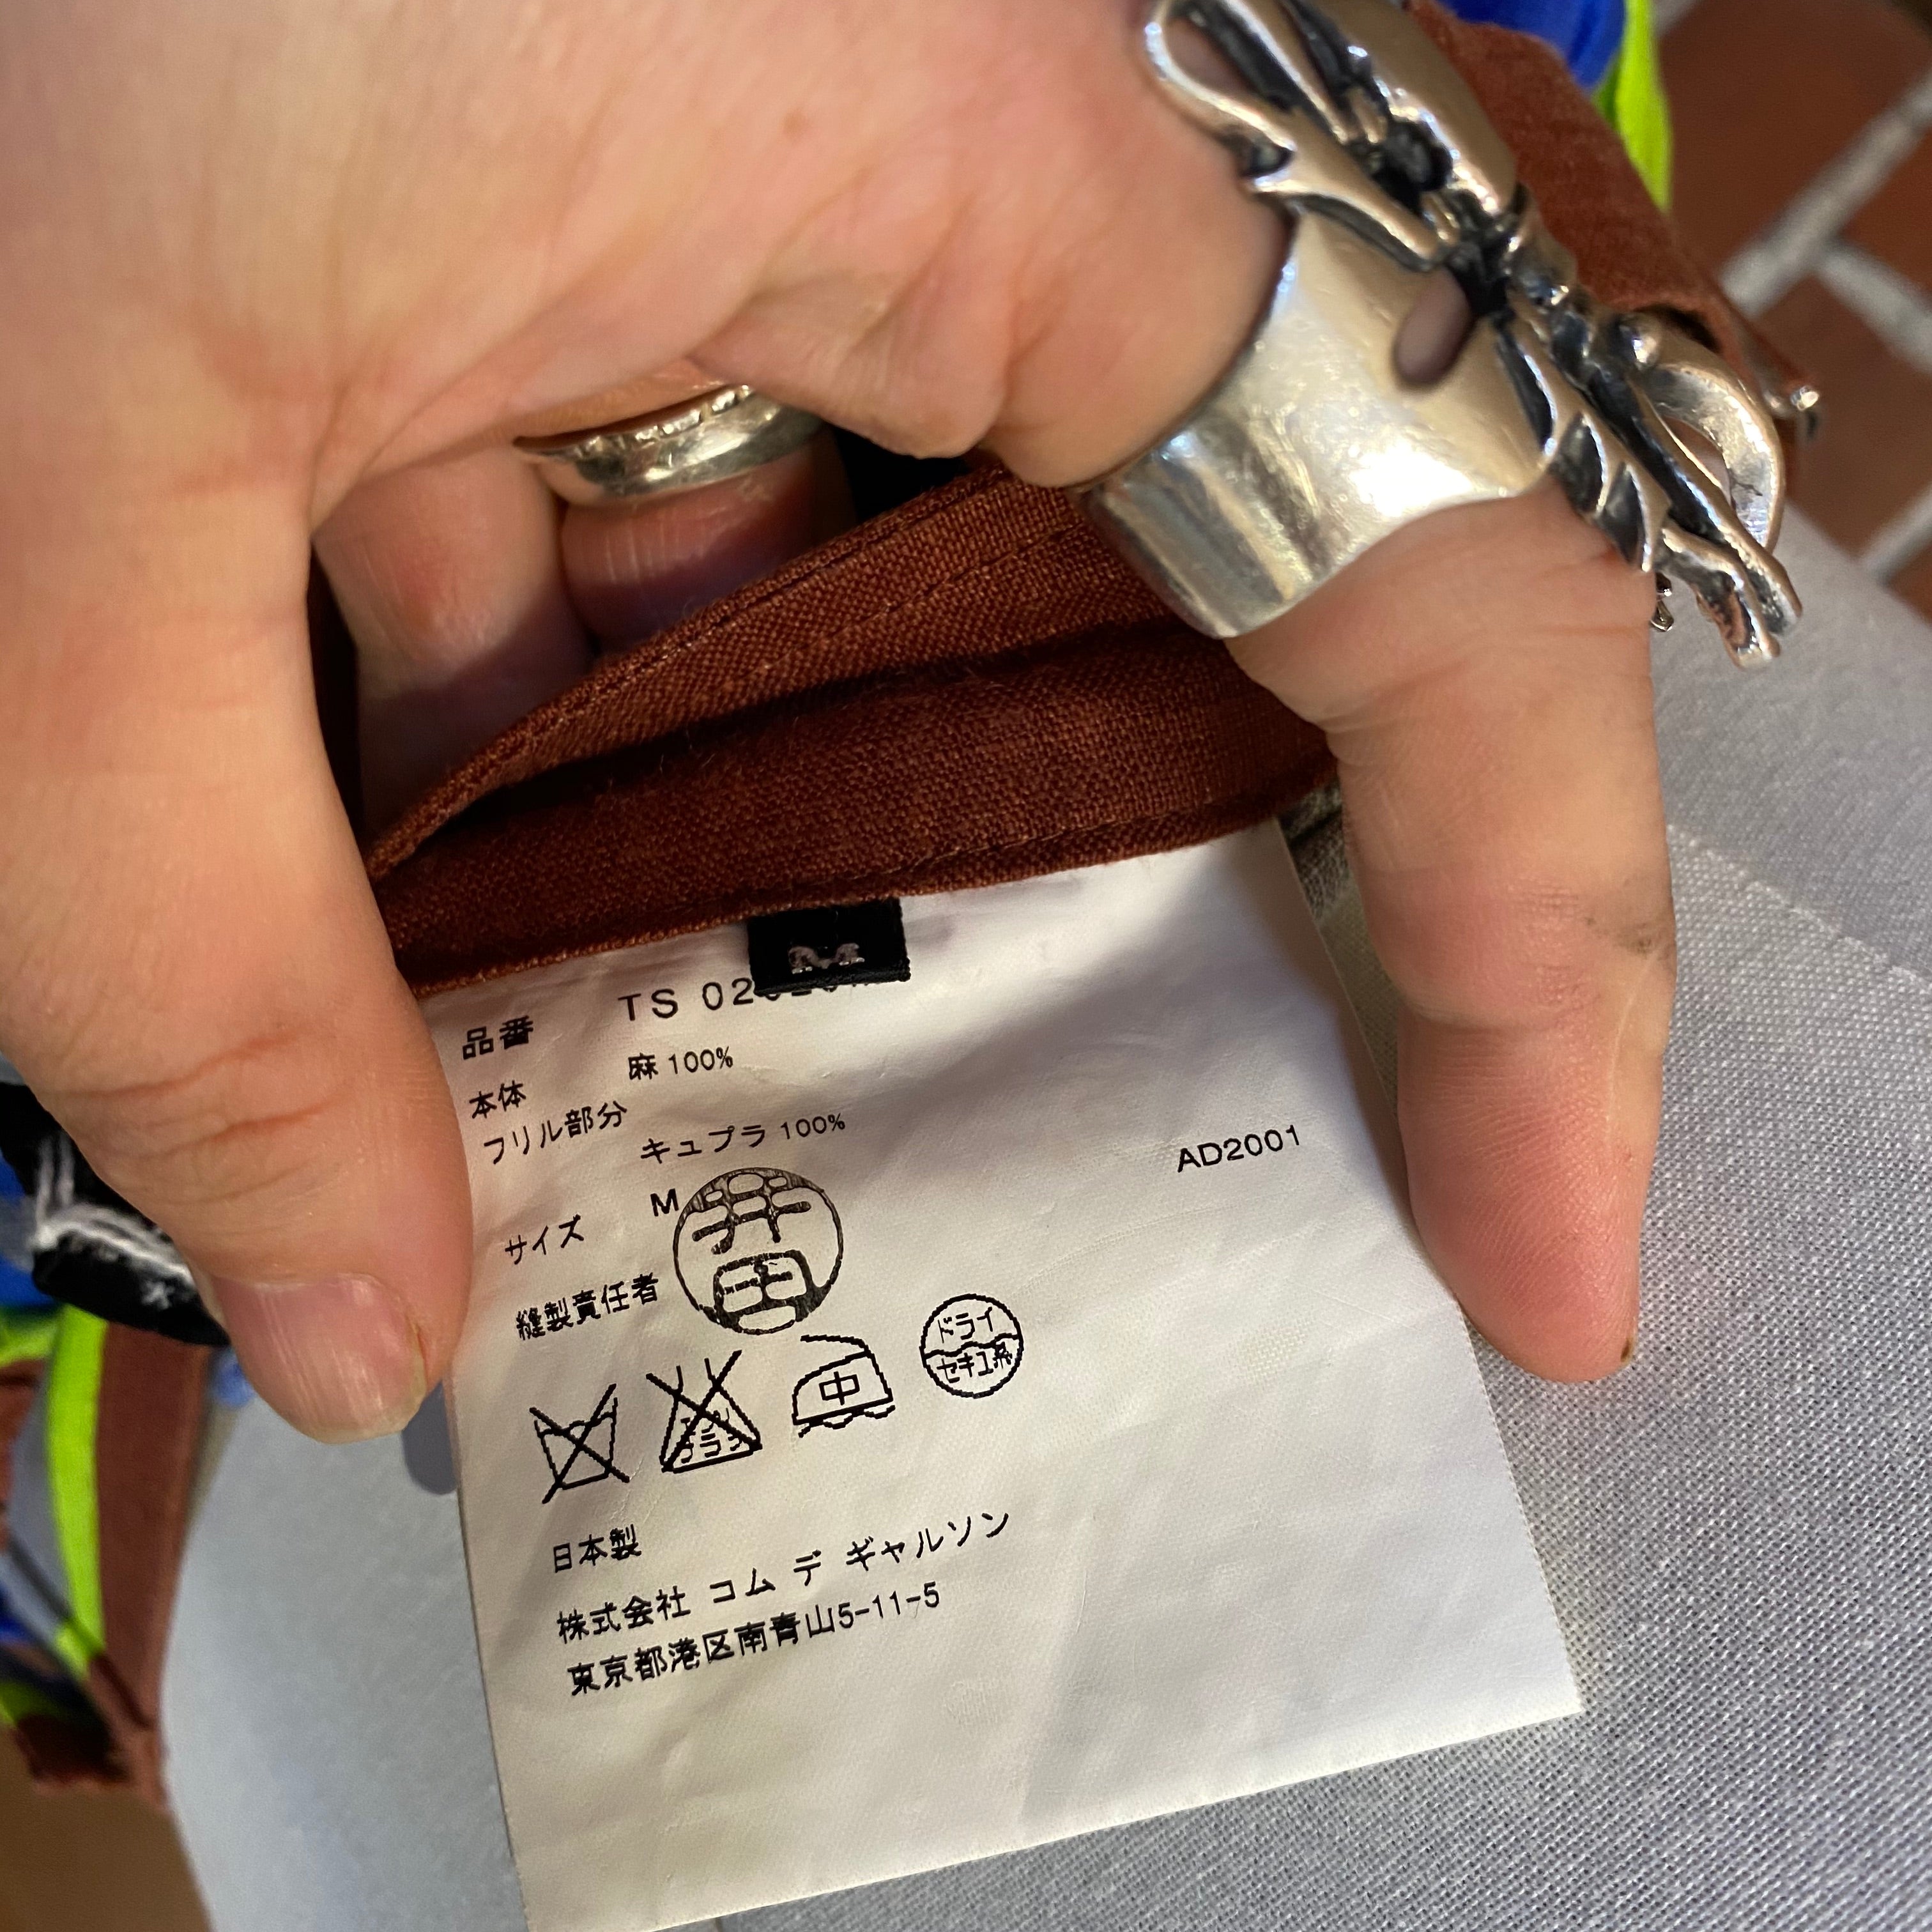 M
品番 TS 02
本体 麻 100%
フリル部分
キュプラ 100%
AD2001
サイズ M
縫製責任者 井田
中
ドライ
セキユ系
日本製
株式会社 コム デ ギャルソン
東京都港区南青山5-11-5